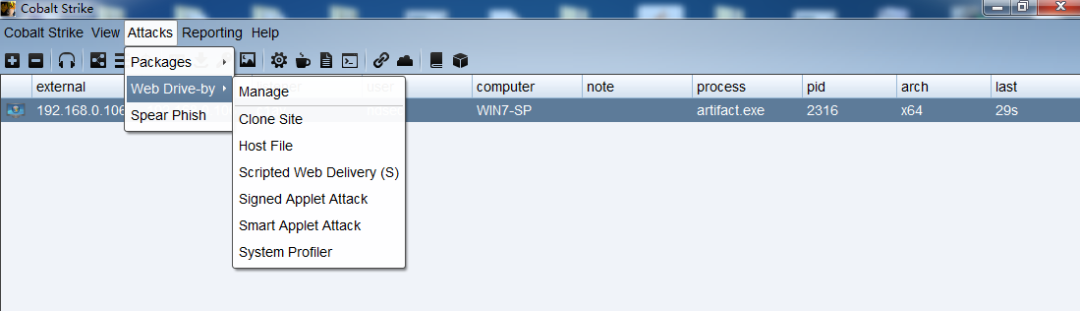 Cobalt Strike
Cobalt Strike View Attacks Reporting Help
Packages
Web Drive-by
Spear Phish
Manage
Clone Site
Host File
Scripted Web Delivery (S)
Signed Applet Attack
Smart Applet Attack
System Profiler
external computer note process pid arch last
192.168.0.106 WIN7-SP artifact.exe 2316 x64 29s